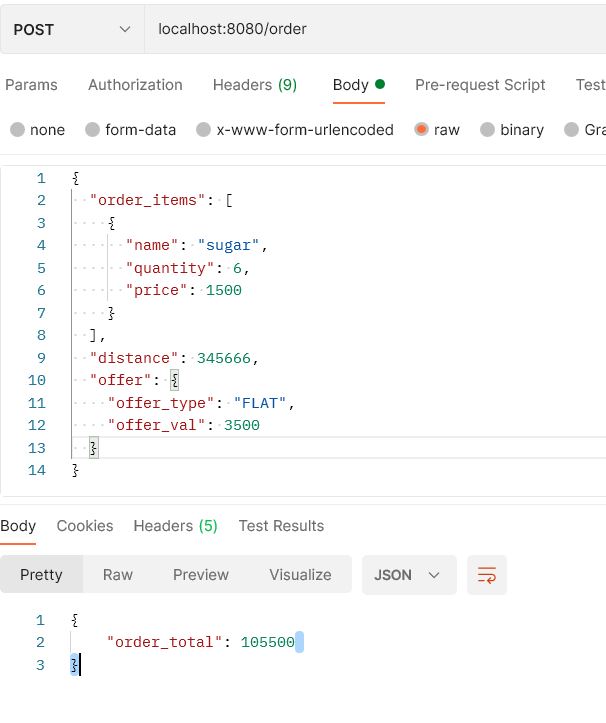 POST localhost:8080/order
Params Authorization Headers (9) Body Pre-request Script Test
none form-data x-www-form-urlencoded raw binary Gra
1 {
2 "order_items": [
3 {
4 "name": "sugar",
5 "quantity": 6,
6 "price": 1500
7 }
8 ],
9 "distance": 345666,
10 "offer": {
11 "offer_type": "FLAT",
12 "offer_val": 3500
13 }
14 }
Body Cookies Headers (5) Test Results
Pretty Raw Preview Visualize JSON
1 {
2 "order_total": 105500
3 }